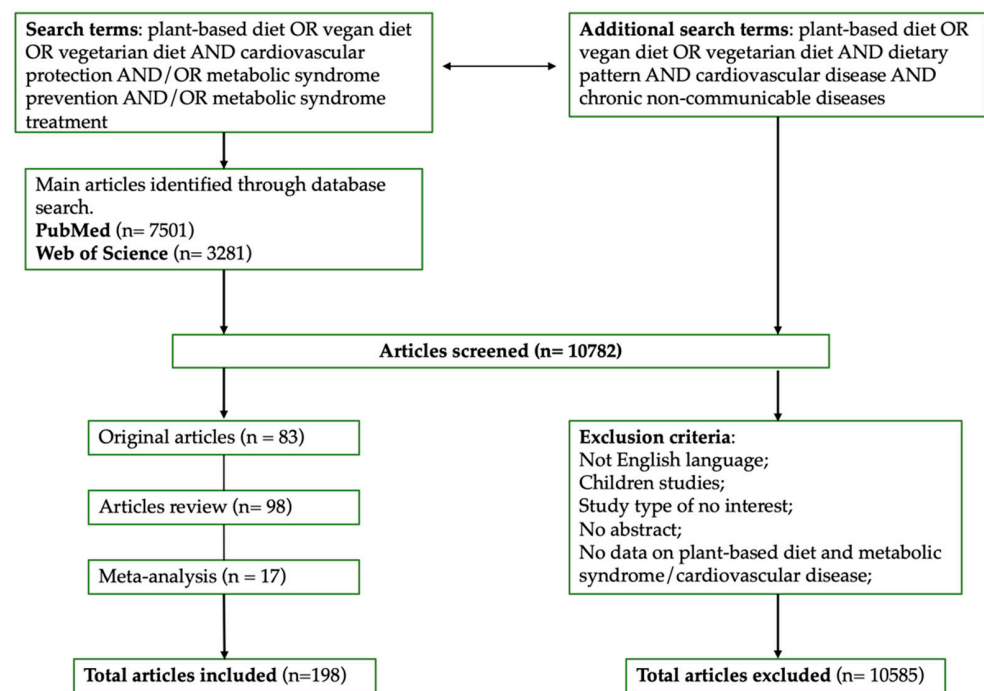 Search terms: plant-based diet OR vegan diet
OR vegetarian diet AND cardiovascular
protection AND/OR metabolic syndrome
prevention AND/OR metabolic syndrome
treatment
Additional search terms: plant-based diet OR
vegan diet OR vegetarian diet AND dietary
pattern AND cardiovascular disease AND
chronic non-communicable diseases
Main articles identified through database
search.
PubMed (n= 7501)
Web of Science (n= 3281)
Articles screened (n= 10782)
Original articles (n = 83)
Articles review (n= 98)
Meta-analysis (n = 17)
Total articles included (n=198)
Exclusion criteria:
Not English language;
Children studies;
Study type of no interest;
No abstract;
No data on plant-based diet and metabolic
syndrome/cardiovascular disease;
Total articles excluded (n= 10585)